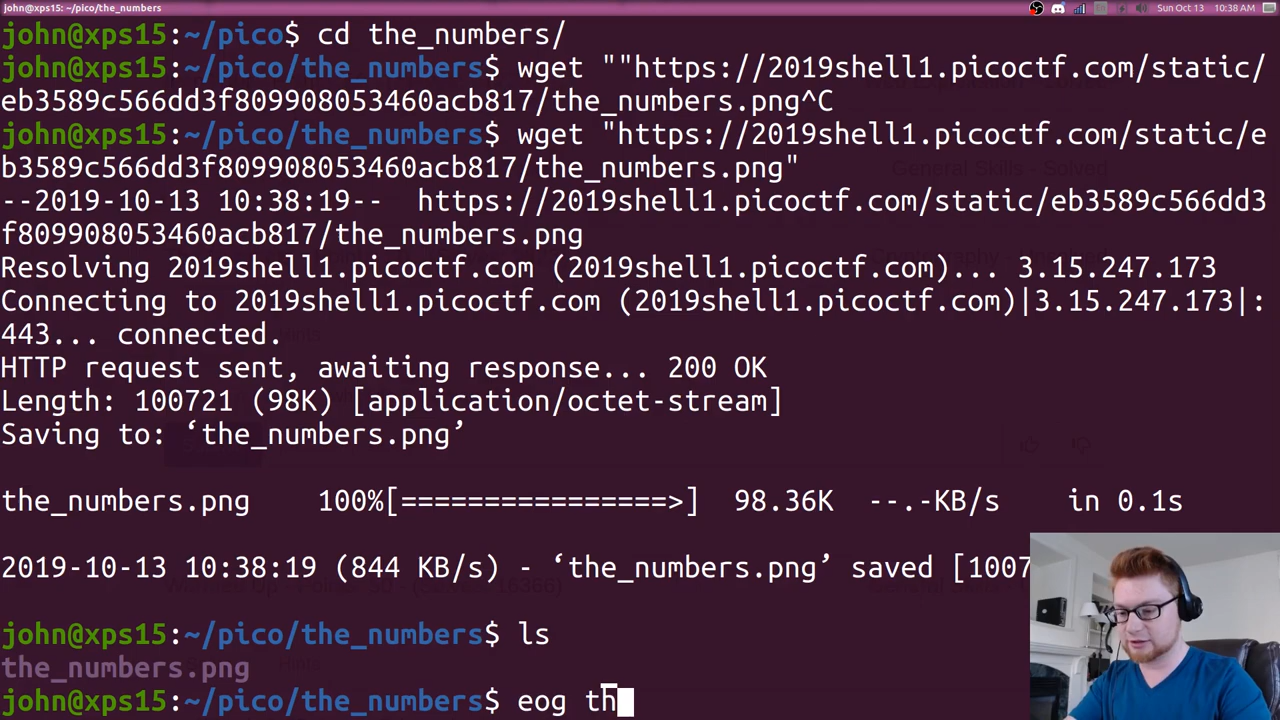 john@xps15: ~/pico/the_numbers
Sun Oct 13 10:38 AM
john@xps15:~/pico$ cd the_numbers/
john@xps15:~/pico/the_numbers$ wget ""https://2019shell1.picoctf.com/static/
eb3589c566dd3f809908053460acb817/the_numbers.png^C
john@xps15:~/pico/the_numbers$ wget "https://2019shell1.picoctf.com/static/e
b3589c566dd3f809908053460acb817/the_numbers.png"
General Skills - Solved
--2019-10-13 10:38:19-- https://2019shell1.picoctf.com/static/eb3589c566dd3
f809908053460acb817/the_numbers.png
Resolving 2019shell1.picoctf.com (2019shell1.picoctf.com)... 3.15.247.173
Connecting to 2019shell1.picoctf.com (2019shell1.picoctf.com)|3.15.247.173|:
443... connected.
HTTP request sent, awaiting response... 200 OK
Length: 100721 (98K) [application/octet-stream]
Saving to: ‘the_numbers.png’
the_numbers.png 100%[================>] 98.36K --.-KB/s in 0.1s
2019-10-13 10:38:19 (844 KB/s) - ‘the_numbers.png’ saved [1007
john@xps15:~/pico/the_numbers$ ls
the_numbers.png
john@xps15:~/pico/the_numbers$ eog th